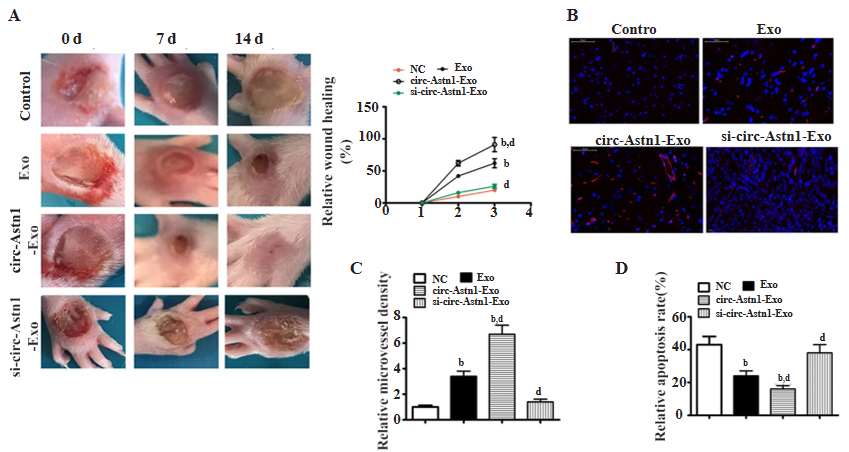 A
0 d
7 d
14 d
Control
Exo
circ-Astn1
-Exo
si-circ-Astn1
-Exo
NC
Exo
circ-Astn1-Exo
si-circ-Astn1-Exo
Relative wound healing
(%)
150
100
50
0
0
1
2
3
4
b,d
b
d
B
Contro
Exo
circ-Astn1-Exo
si-circ-Astn1-Exo
C
NC
Exo
circ-Astn1-Exo
si-circ-Astn1-Exo
Relative microvessel density
8
6
4
2
0
b
b,d
d
D
NC
Exo
circ-Astn1-Exo
si-circ-Astn1-Exo
Relative apoptosis rate(%)
60
40
20
0
b
b,d
d